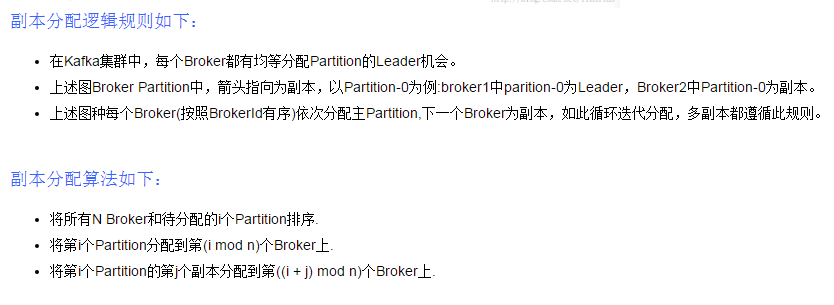 副本分配逻辑规则如下：
在Kafka集群中，每个Broker都有均等分配Partition的Leader机会。
上述图Broker Partition中，箭头指向为副本，以Partition-0为例:broker1中parition-0为Leader，Broker2中Partition-0为副本。
上述图种每个Broker(按照BrokerId有序)依次分配主Partition,下一个Broker为副本，如此循环迭代分配，多副本都遵循此规则。
副本分配算法如下：
将所有N Broker和待分配的i个Partition排序.
将第i个Partition分配到第(i mod n)个Broker上.
将第i个Partition的第j个副本分配到第((i + j) mod n)个Broker上.